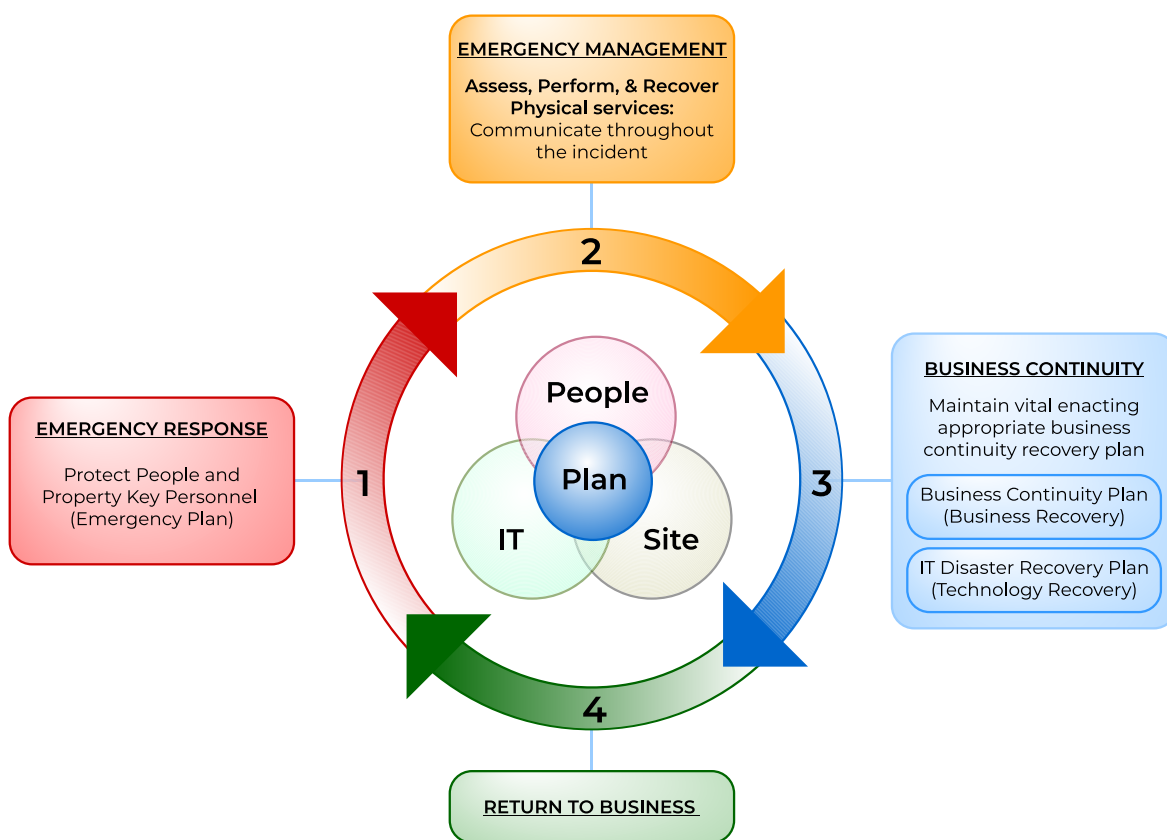 EMERGENCY MANAGEMENT
Assess, Perform, & Recover
Physical services:
Communicate throughout
the incident
2
EMERGENCY RESPONSE
Protect People and
Property Key Personnel
(Emergency Plan)
1
People
Plan
IT
Site
3
BUSINESS CONTINUITY
Maintain vital enacting
appropriate business
continuity recovery plan
Business Continuity Plan
(Business Recovery)
IT Disaster Recovery Plan
(Technology Recovery)
4
RETURN TO BUSINESS